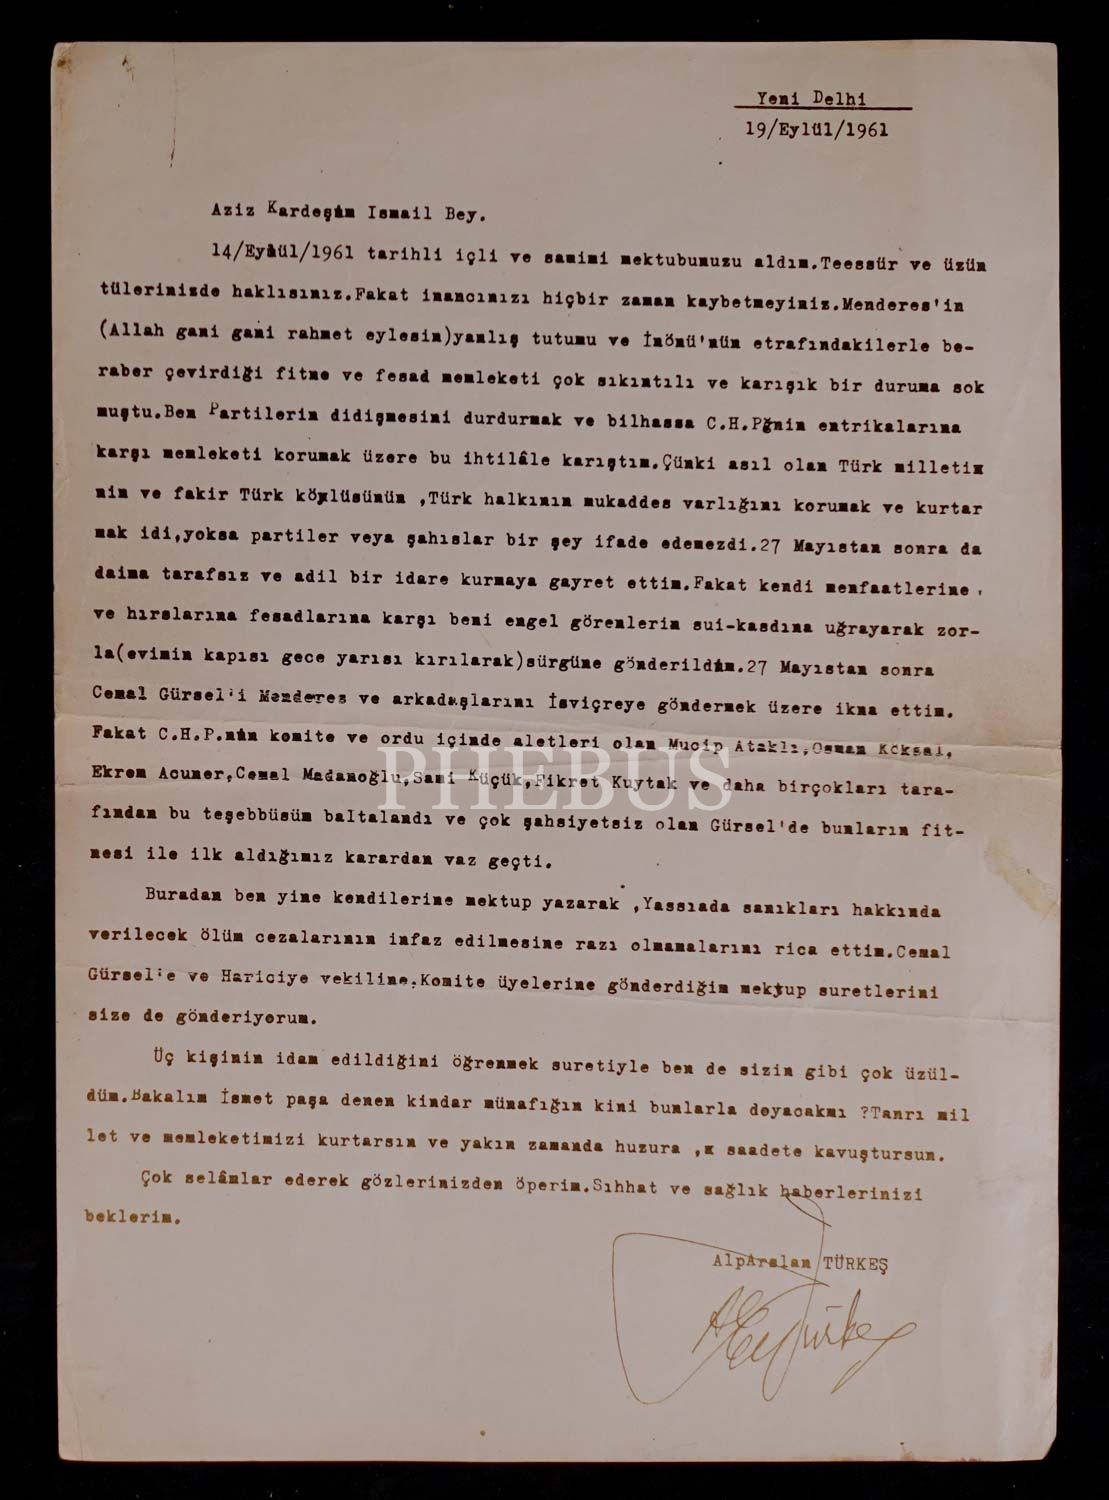 Yeni Delhi
19/Eylül/1961
Aziz Kardeşim Ismail Bey.
14/Eylül/1961 tarihli içli ve samimi mektubunuzu aldım.Teessür ve üzün
tülerinizde haklısınız.Fakat inancınızı hiçbir zaman kaybetmeyiniz.Menderes'in
(Allah gani gani rahmet eylesin)yanlış tutumu ve İnönü'nün etrafındakilerle be-
raber çevirdiği fitne ve fesad memleketi çok sıkıntılı ve karışık bir duruma sok
muştu.Ben Partilerin didişmesini durdurmak ve bilhassa C.H.Pğnin entrikalarına
karşı memleketi korumak üzere bu ihtilâle karıştım.Çünki asıl olan Türk milletin
nin ve fakir Türk köylüsünün ,Türk halkının mukaddes varlığını korumak ve kurtar
mak idi,yoksa partiler veya şahıslar bir şey ifade edemezdi.27 Mayıstan sonra da
daima tarafsız ve adil bir idare kurmaya gayret ettim.Fakat kendi menfaatlerine ,
ve hırslarına fesadlarına karşı beni engel görenlerin sui-kasdına uğrayarak zor-
la(evimin kapısı gece yarısı kırılarak)sürgüne gönderildim.27 Mayıstan sonra
Cemal Gürsel'i Menderes ve arkadaşlarını İsviçreye göndermek üzere ikna ettim.
Fakat C.H.P.nın komite ve ordu içinde aletleri olan Mucip Ataklı,Osman Köksal,
Ekrem Acuner,Cemal Madanoğlu,Sami Küçük,Fikret Kuytak ve daha birçokları tara-
fından bu teşebbüsüm baltalandı ve çok şahsiyetsiz olan Gürsel'de bunların fit-
nesi ile ilk aldığımız karardan vaz geçti.
Buradan ben yine kendilerine mektup yazarak ,Yassıada sanıkları hakkında
verilecek ölüm cezalarının infaz edilmesine razı olmamalarını rica ettim.Cemal
Gürsel'e ve Hariciye vekiline.Komite üyelerine gönderdiğim mektup suretlerini
size de gönderiyorum.
Üç kişinin idam edildiğini öğrenmek suretiyle ben de sizin gibi çok üzül-
düm.Bakalım İsmet paşa denen kindar münafığın kini bunlarla doyacakmı ?Tanrı mil
let ve memleketimizi kurtarsın ve yakın zamanda huzura ,x saadete kavuştursun.
Çok selâmlar ederek gözlerinizden öperim.Sıhhat ve sağlık haberlerinizi
beklerim.
AlpArslan TÜRKEŞ
PHEBUS